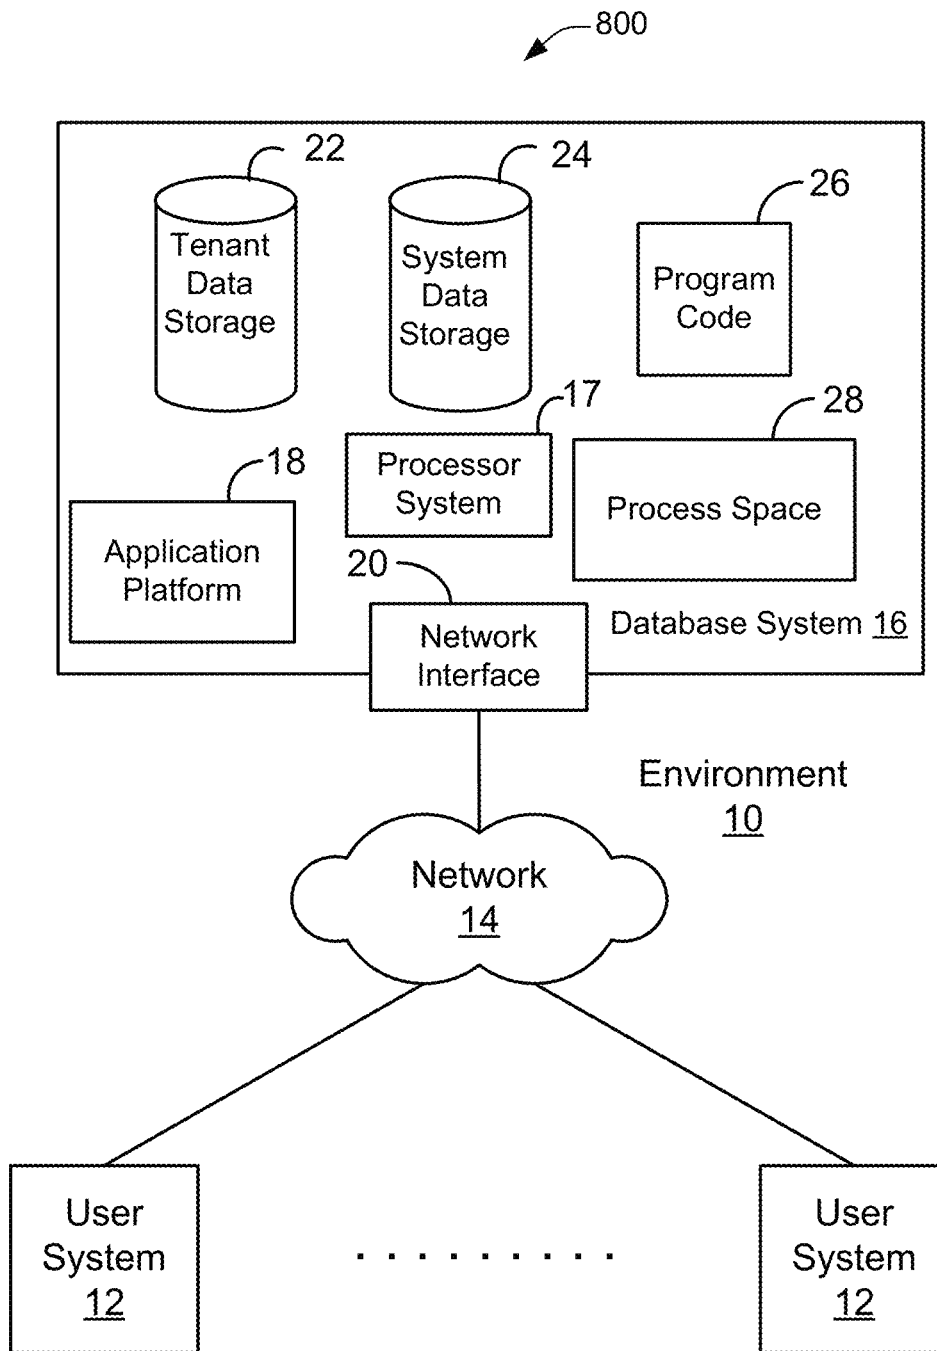 800
22
24
26
Tenant
Data
Storage
System
Data
Storage
Program
Code
17
28
18
Processor
System
Process Space
Application
Platform
20
Network
Interface
Database System 16
Environment
10
Network
14
User
System
12
. . . . . . . . .
User
System
12